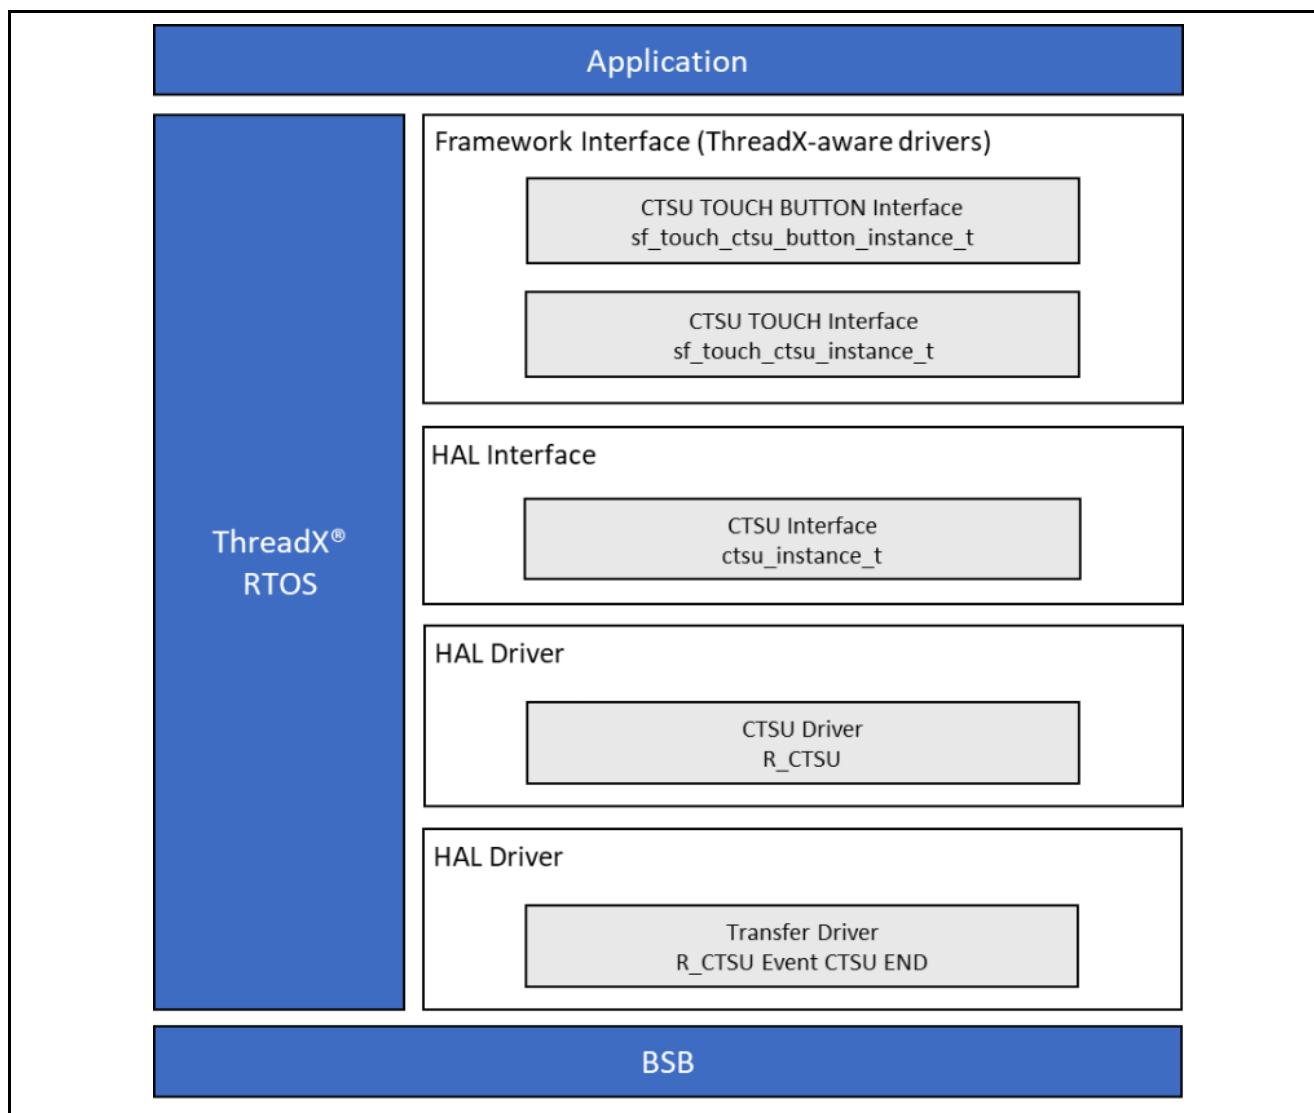 Application
ThreadX®
RTOS
Framework Interface (ThreadX-aware drivers)
CTSU TOUCH BUTTON Interface
sf_touch_ctsu_button_instance_t
CTSU TOUCH Interface
sf_touch_ctsu_instance_t
HAL Interface
CTSU Interface
ctsu_instance_t
HAL Driver
CTSU Driver
R_CTSU
HAL Driver
Transfer Driver
R_CTSU Event CTSU END
BSB